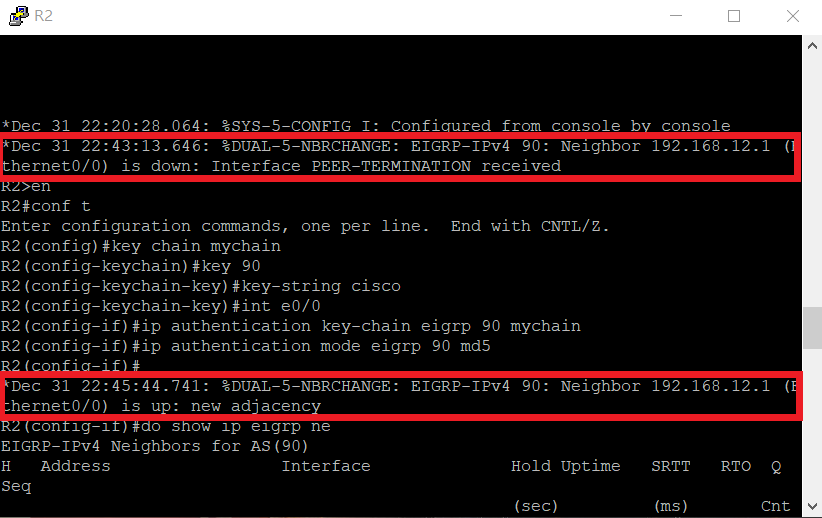 R2
*Dec 31 22:20:28.064: %SYS-5-CONFIG_I: Configured from console by console
*Dec 31 22:43:13.646: %DUAL-5-NBRCHANGE: EIGRP-IPv4 90: Neighbor 192.168.12.1 (E
thernet0/0) is down: Interface PEER-TERMINATION received
R2>en
R2#conf t
Enter configuration commands, one per line.  End with CNTL/Z.
R2(config)#key chain mychain
R2(config-keychain)#key 90
R2(config-keychain-key)#key-string cisco
R2(config-keychain-key)#int e0/0
R2(config-if)#ip authentication key-chain eigrp 90 mychain
R2(config-if)#ip authentication mode eigrp 90 md5
R2(config-if)#
*Dec 31 22:45:44.741: %DUAL-5-NBRCHANGE: EIGRP-IPv4 90: Neighbor 192.168.12.1 (E
thernet0/0) is up: new adjacency
R2(config-if)#do show ip eigrp ne
EIGRP-IPv4 Neighbors for AS(90)
H   Address                 Interface              Hold Uptime   SRTT   RTO  Q
Seq
                                                   (sec)         (ms)       Cnt